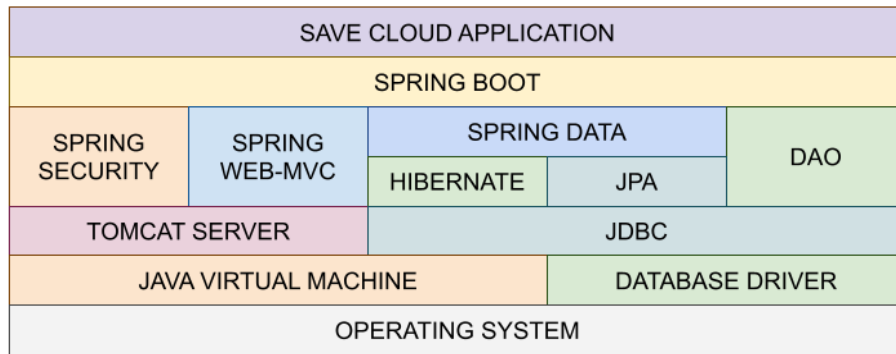 SAVE CLOUD APPLICATION
SPRING BOOT
SPRING
SECURITY
SPRING
WEB-MVC
SPRING DATA
HIBERNATE
JPA
DAO
TOMCAT SERVER
JDBC
JAVA VIRTUAL MACHINE
DATABASE DRIVER
OPERATING SYSTEM